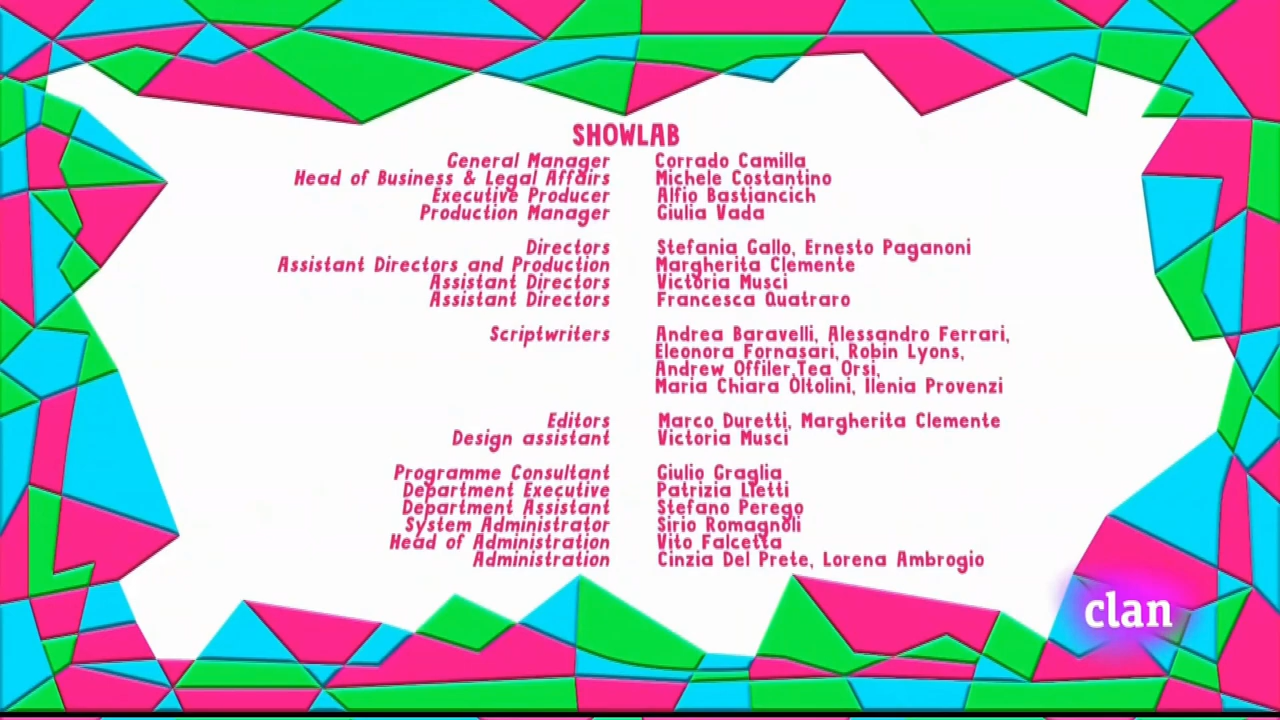 SHOWLAB
General Manager Corrado Camilla
Head of Business & Legal Affairs Michele Costantino
Executive Producer Alfio Bastiancich
Production Manager Giulia Vada
Directors Stefania Gallo, Ernesto Paganoni
Assistant Directors and Production Margherita Clemente
Assistant Directors Victoria Musci
Assistant Directors Francesca Quatraro
Scriptwriters Andrea Baravelli, Alessandro Ferrari,
Eleonora Fornasari, Robin Lyons,
Andrew Offiler,Tea Orsi,
Maria Chiara Oltolini, Ilenia Provenzi
Editors Marco Duretti, Margherita Clemente
Design assistant Victoria Musci
Programme Consultant Giulio Graglia
Department Executive Patrizia Lietti
Department Assistant Stefano Perego
System Administrator Sirio Romagnoli
Head of Administration Vito Falcetta
Administration Cinzia Del Prete, Lorena Ambrogio
clan